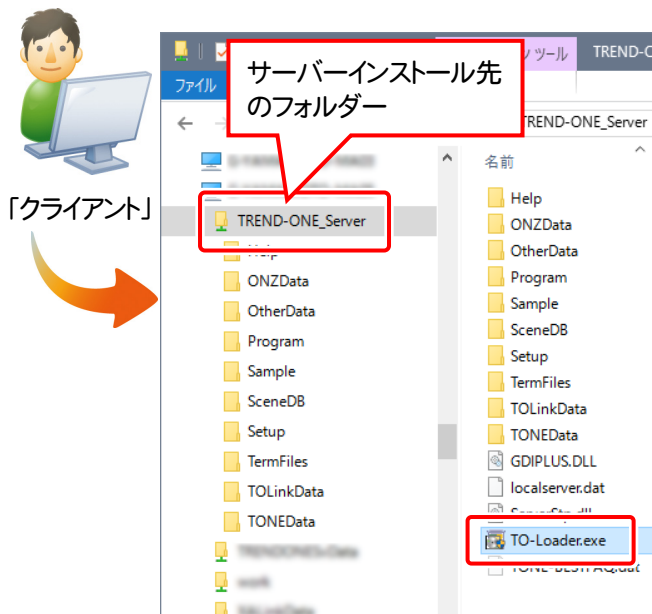 サーバーインストール先
のフォルダー
ツール
TREND-O
ファイル
TREND-ONE_Server
名前
「クライアント」
TREND-ONE_Server
Help
ONZData
OtherData
Program
Sample
SceneDB
Setup
TermFiles
TOLinkData
TONEData
Help
ONZData
OtherData
Program
Sample
SceneDB
Setup
TermFiles
TOLinkData
TONEData
GDIPLUS.DLL
localserver.dat
TO-Loader.exe